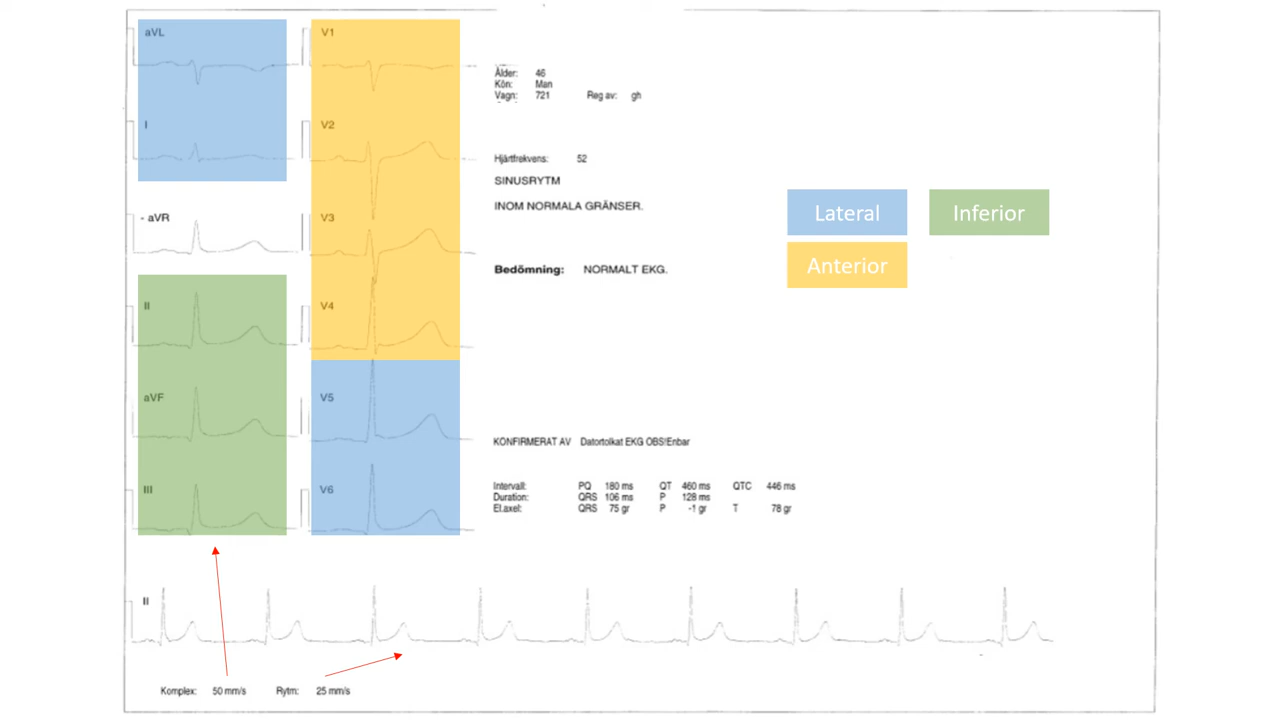 aVL
V1
Ålder: 46
Kön: Man
Vagn: 721 Reg av: gh
I
V2
Hjärtfrekvens: 52
SINUSRYTM
INOM NORMALA GRÄNSER.
- aVR
V3
Lateral
Inferior
Anterior
Bedömning: NORMALT EKG.
II
V4
aVF
V5
KONFIRMERAT AV Datortolkat EKG OBS!Enbar
III
V6
Intervall: PQ 180 ms QT 460 ms QTC 446 ms
Duration: QRS 106 ms P 128 ms
El.axel: QRS 75 gr P -1 gr T 78 gr
II
Komplex: 50 mm/s Rytm: 25 mm/s